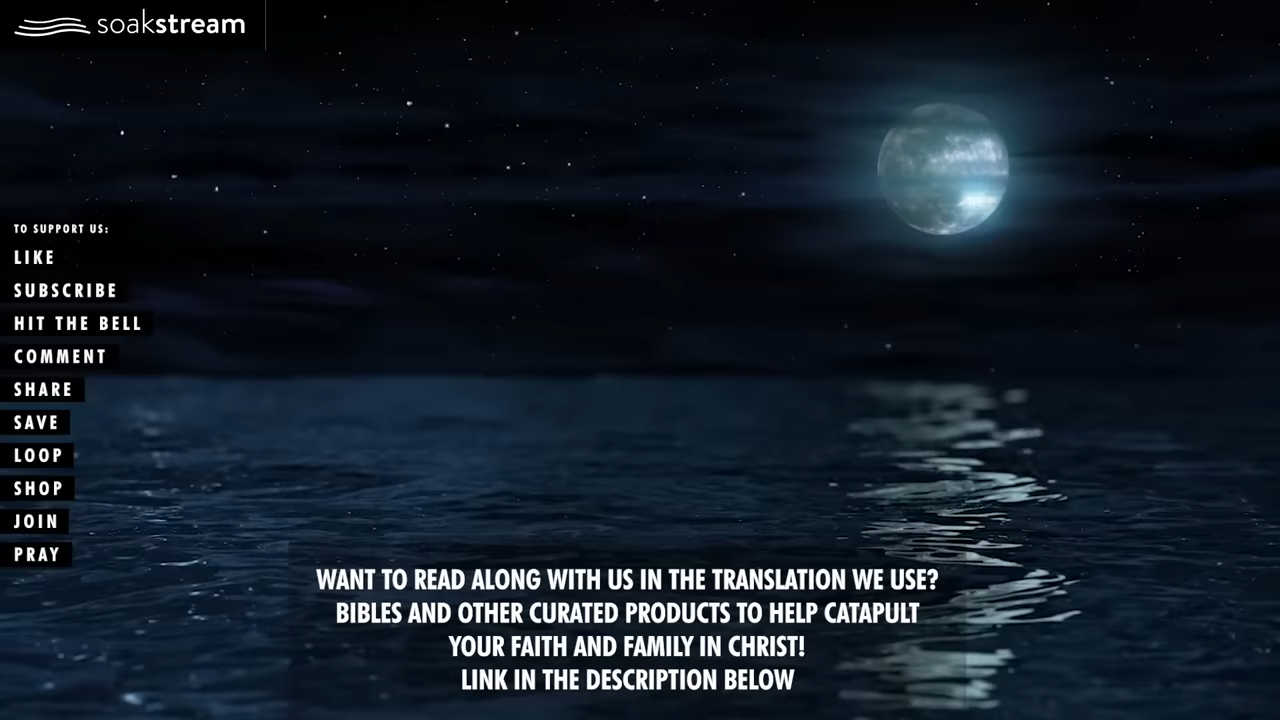 soakstream
TO SUPPORT US:
LIKE
SUBSCRIBE
HIT THE BELL
COMMENT
SHARE
SAVE
LOOP
SHOP
JOIN
PRAY
WANT TO READ ALONG WITH US IN THE TRANSLATION WE USE?
BIBLES AND OTHER CURATED PRODUCTS TO HELP CATAPULT
YOUR FAITH AND FAMILY IN CHRIST!
LINK IN THE DESCRIPTION BELOW